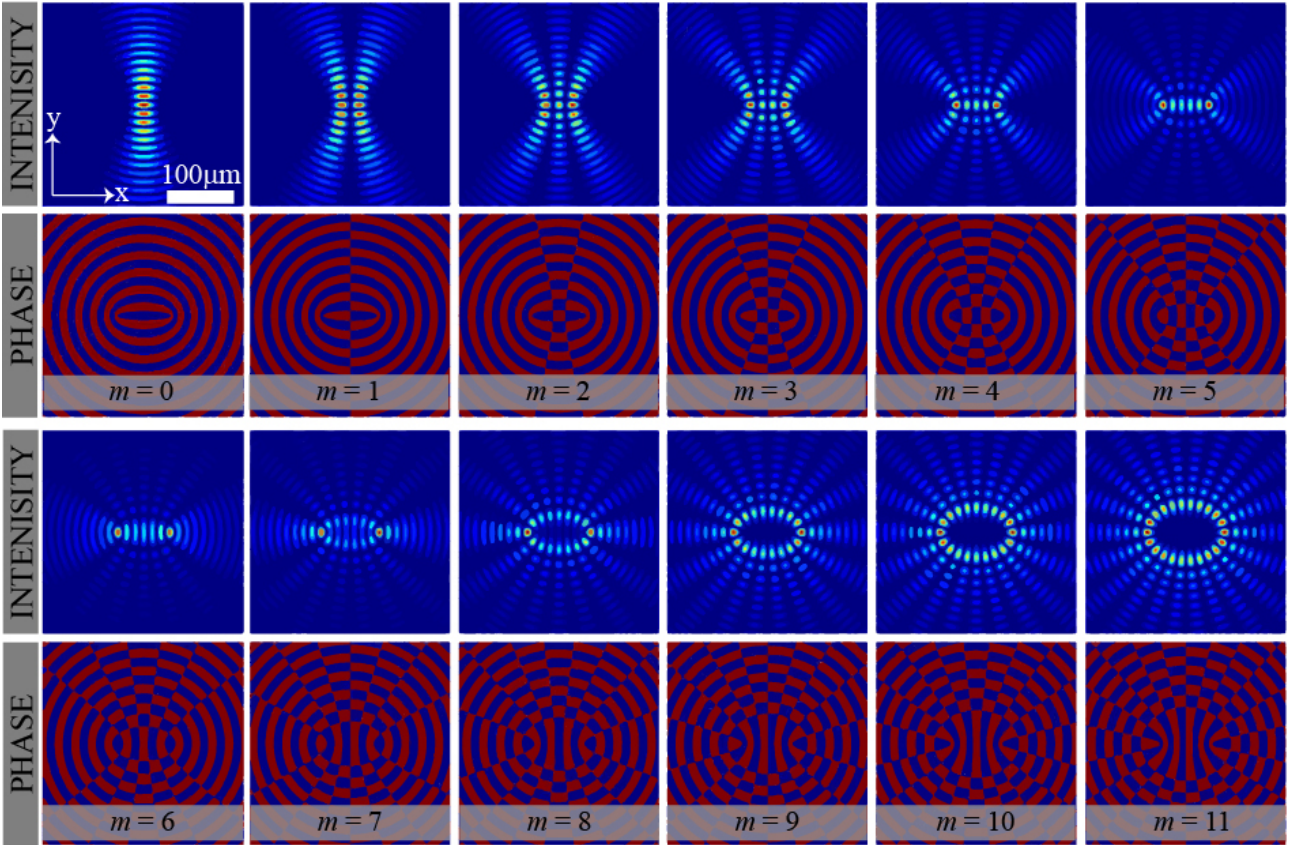 INTENISITY
y
x
100μm
PHASE
m = 0
m = 1
m = 2
m = 3
m = 4
m = 5
INTENISITY
PHASE
m = 6
m = 7
m = 8
m = 9
m = 10
m = 11